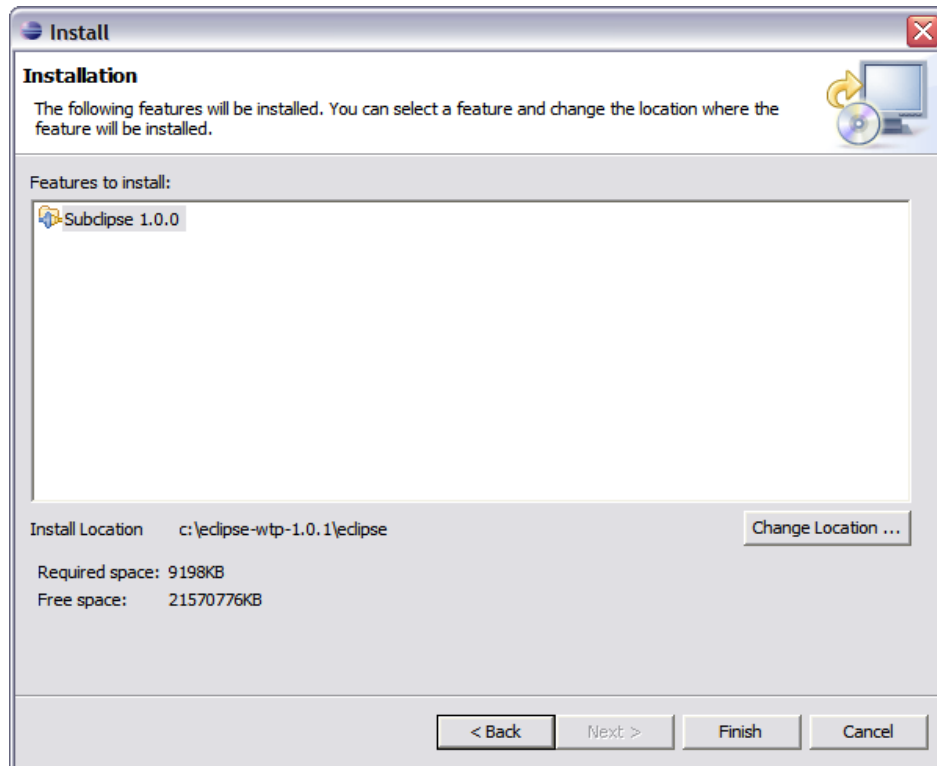 Install
Installation
The following features will be installed. You can select a feature and change the location where the
feature will be installed.
Features to install:
Subclipse 1.0.0
Install Location c:\eclipse-wtp-1.0.1\eclipse
Change Location ...
Required space: 9198KB
Free space: 21570776KB
< Back Next > Finish Cancel